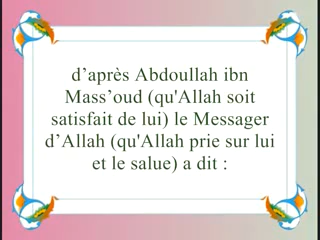 d’après Abdoullah ibn
Mass’oud (qu'Allah soit
satisfait de lui) le Messager
d’Allah (qu'Allah prie sur lui
et le salue) a dit :